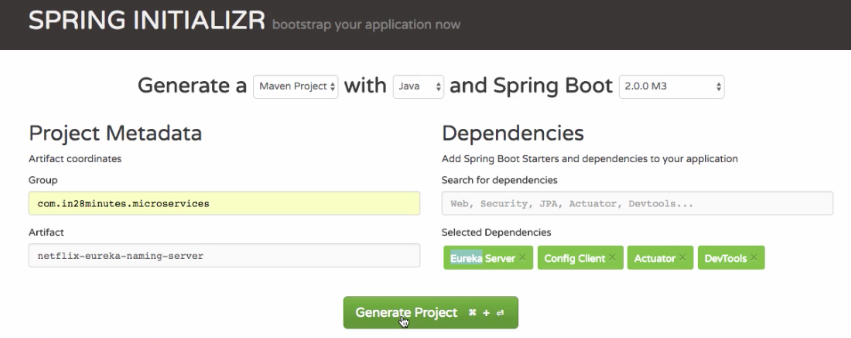 SPRING INITIALIZR bootstrap your application now
Generate a Maven Project with Java and Spring Boot 2.0.0 M3
Project Metadata
Artifact coordinates
Group
com.in28minutes.microservices
Artifact
netflix-eureka-naming-server
Dependencies
Add Spring Boot Starters and dependencies to your application
Search for dependencies
Web, Security, JPA, Actuator, Devtools...
Selected Dependencies
Eureka Server × Config Client × Actuator × DevTools ×
Generate Project ⌘ + ⏎